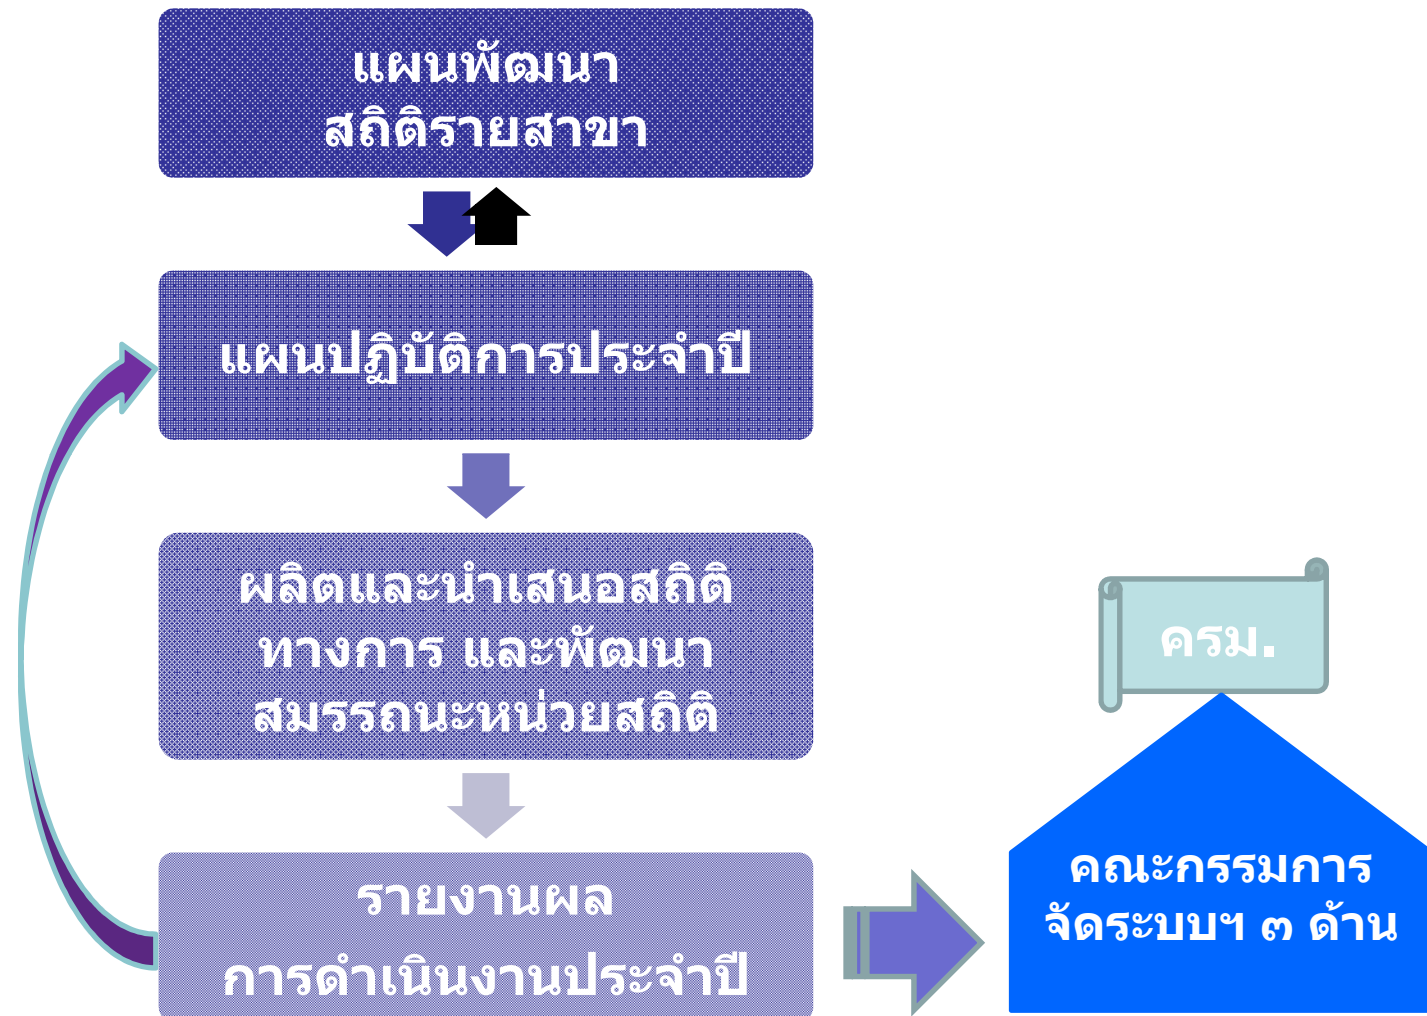 แผนพัฒนา
สถิติรายสาขา
แผนปฏิบัติการประจำปี
ผลิตและนำเสนอสถิติ
ทางการ และพัฒนา
สมรรถนะหน่วยสถิติ
รายงานผล
การดำเนินงานประจำปี
ครม.
คณะกรรมการ
จัดระบบฯ ๓ ด้าน